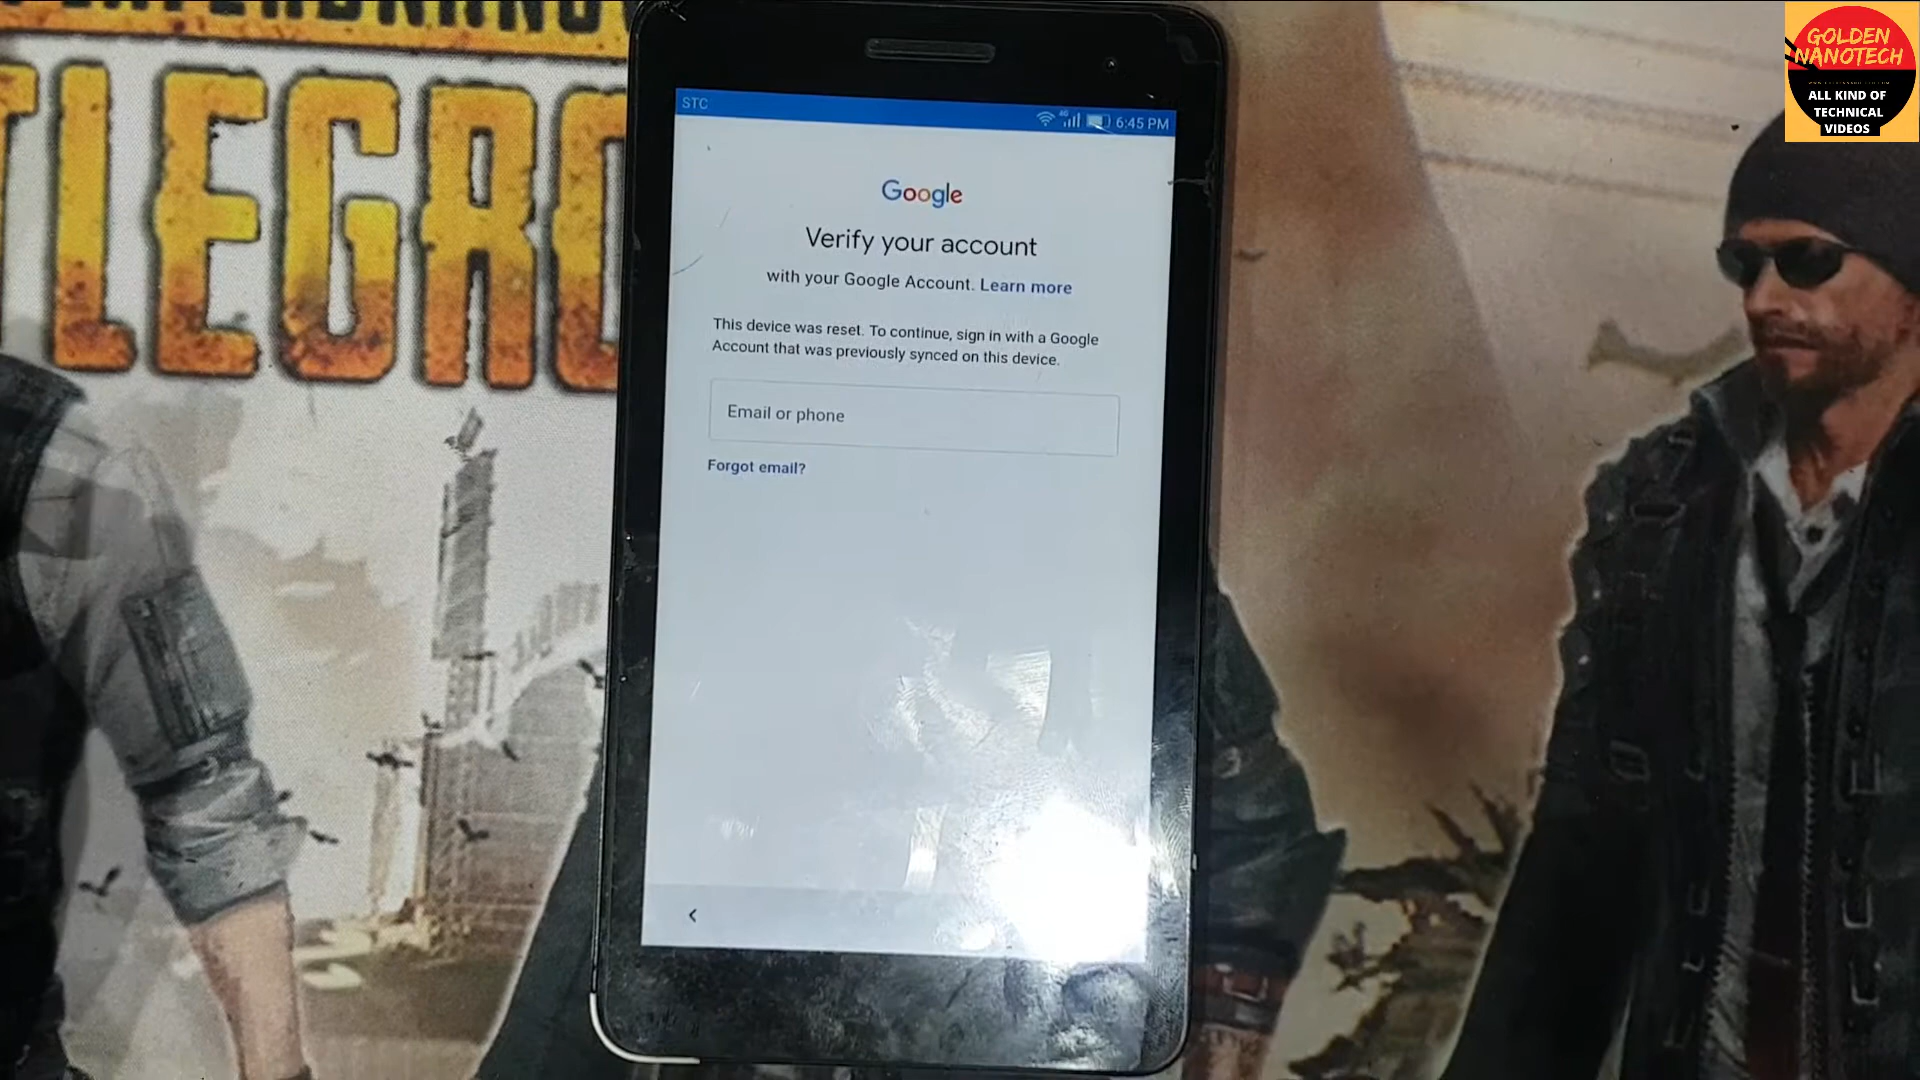 TLEGRO
STC
6:45 PM
Google
Verify your account
with your Google Account. Learn more
This device was reset. To continue, sign in with a Google
Account that was previously synced on this device.
Email or phone
Forgot email?
GOLDEN
NANOTECH
ALL KIND OF
TECHNICAL
VIDEOS